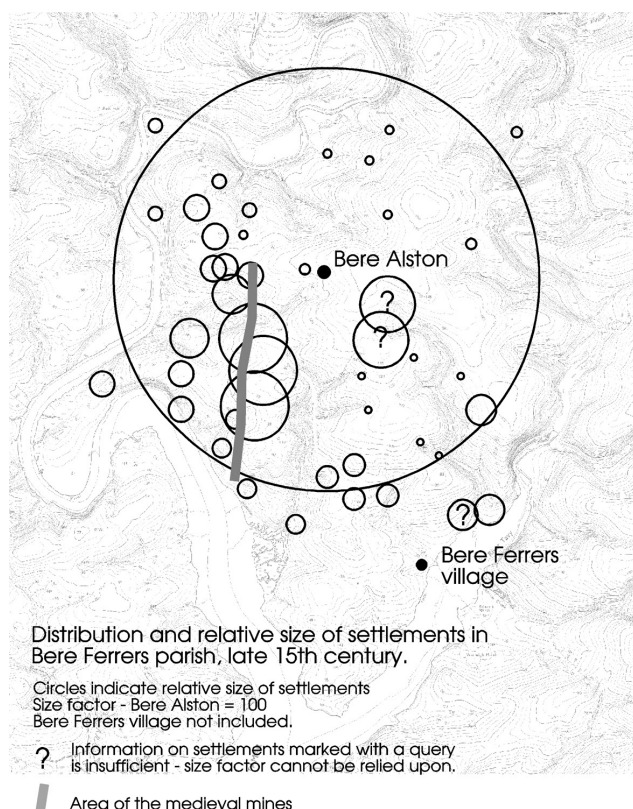 Bere Alston
?
?
?
Bere Ferrers
village
Distribution and relative size of settlements in
Bere Ferrers parish, late 15th century.
Circles indicate relative size of settlements
Size factor - Bere Alston = 100
Bere Ferrers village not included.
? Information on settlements marked with a query
is insufficient - size factor cannot be relied upon.
Area of the medieval mines